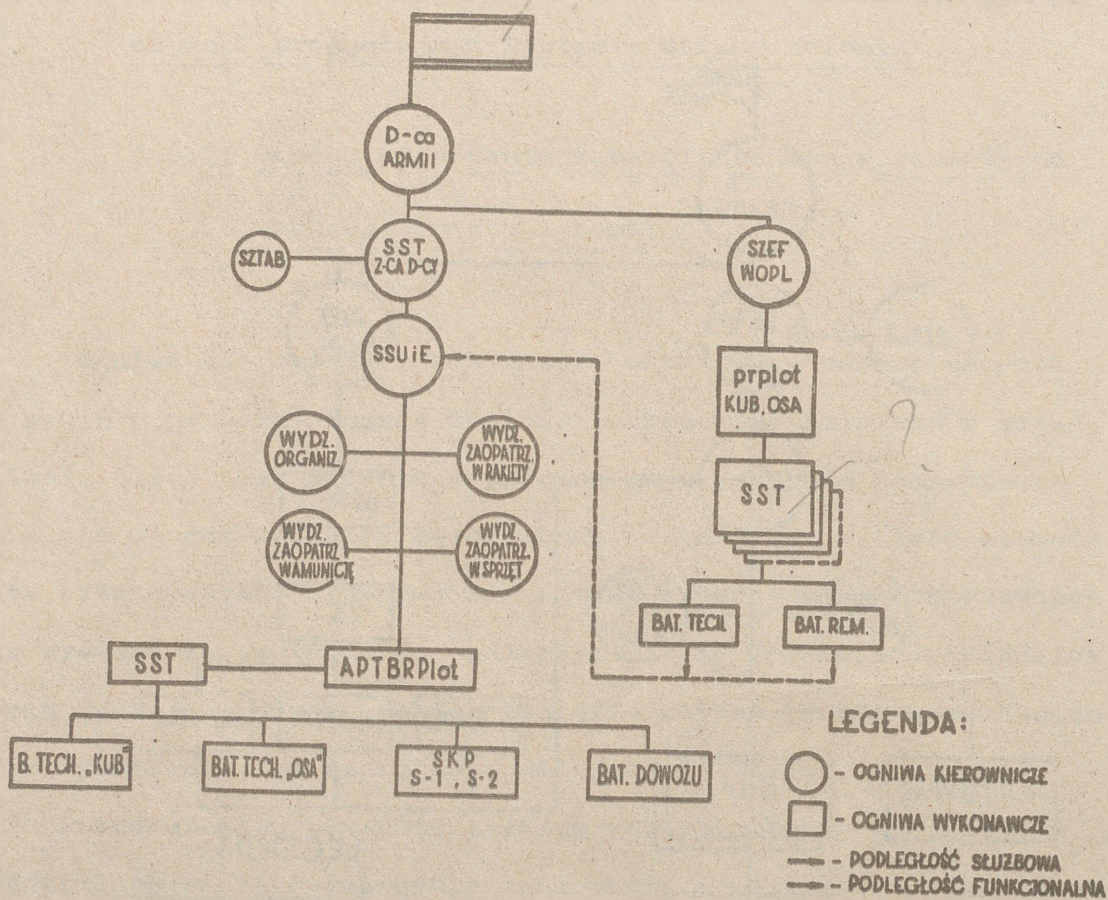 D-ca
ARMII
SZTAB
SST
Z-CA D-CY
SZEF
WOPL
SSUiE
prplot
KUB, OSA
?
WYDZ.
ORGANIZ.
WYDZ.
ZAOPATRZ.
W RAKIETY
SST
WYDZ.
ZAOPATRZ
W AMUNICJĘ
WYDZ.
ZAOPATRZ.
W SPRZĘT
BAT. TECH.
BAT. REM.
SST
APTBRPlot
B. TECH. „KUB"
BAT. TECH. „OSA"
SKP
S-1, S-2
BAT. DOWOZU
LEGENDA:
- OGNIWA KIEROWNICZE
- OGNIWA WYKONAWCZE
- PODLEGŁOŚĆ SŁUŻBOWA
- PODLEGŁOŚĆ FUNKCJONALNA